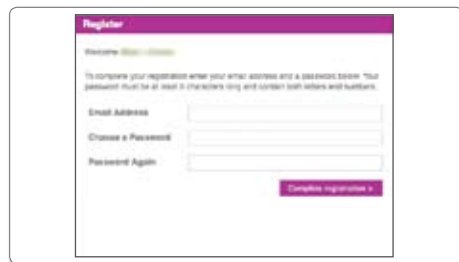 Register
Welcome
To complete your registration enter your email address and a password below. Your
password must be at least characters long and contain both letters and numbers.
Email Address
Choose a Password
Password Again
Complete registration >